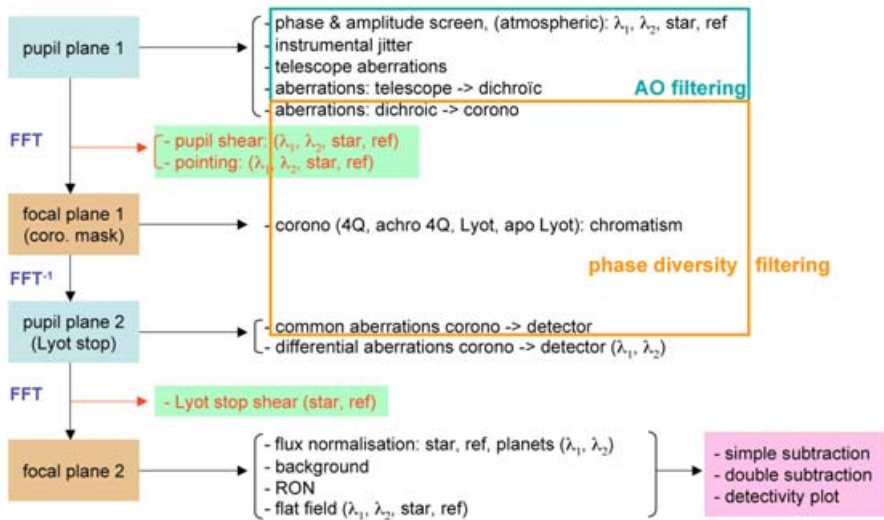 pupil plane 1
- phase & amplitude screen, (atmospheric): λ₁, λ₂, star, ref
- instrumental jitter
- telescope aberrations
- aberrations: telescope -> dichroïc
AO filtering
- aberrations: dichroic -> corono
FFT
- pupil shear: (λ₁, λ₂, star, ref)
- pointing: (λ₁, λ₂, star, ref)
focal plane 1
(coro. mask)
- corono (4Q, achro 4Q, Lyot, apo Lyot): chromatism
FFT⁻¹
phase diversity filtering
pupil plane 2
(Lyot stop)
- common aberrations corono -> detector
- differential aberrations corono -> detector (λ₁, λ₂)
FFT
- Lyot stop shear (star, ref)
focal plane 2
- flux normalisation: star, ref, planets (λ₁, λ₂)
- background
- RON
- flat field (λ₁, λ₂, star, ref)
- simple subtraction
- double subtraction
- detectivity plot